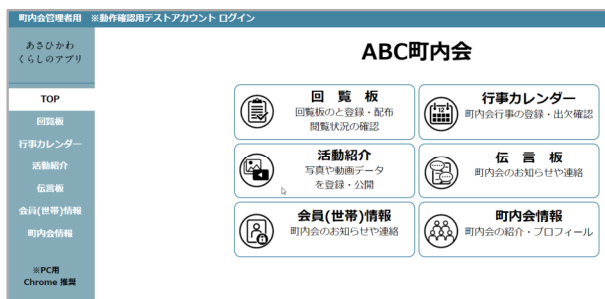 町内会管理者用　※動作確認用テストアカウント ログイン
あさひかわ
くらしのアプリ
TOP
回覧板
行事カレンダー
活動紹介
伝言板
会員(世帯)情報
町内会情報
※PC用
Chrome 推奨
ABC町内会
回 覧 板
回覧板のと登録・配布
閲覧状況の確認
行事カレンダー
町内会行事の登録・出欠確認
活動紹介
写真や動画データ
を登録・公開
伝 言 板
町内会のお知らせや連絡
会員(世帯)情報
町内会のお知らせや連絡
町内会情報
町内会の紹介・プロフィール